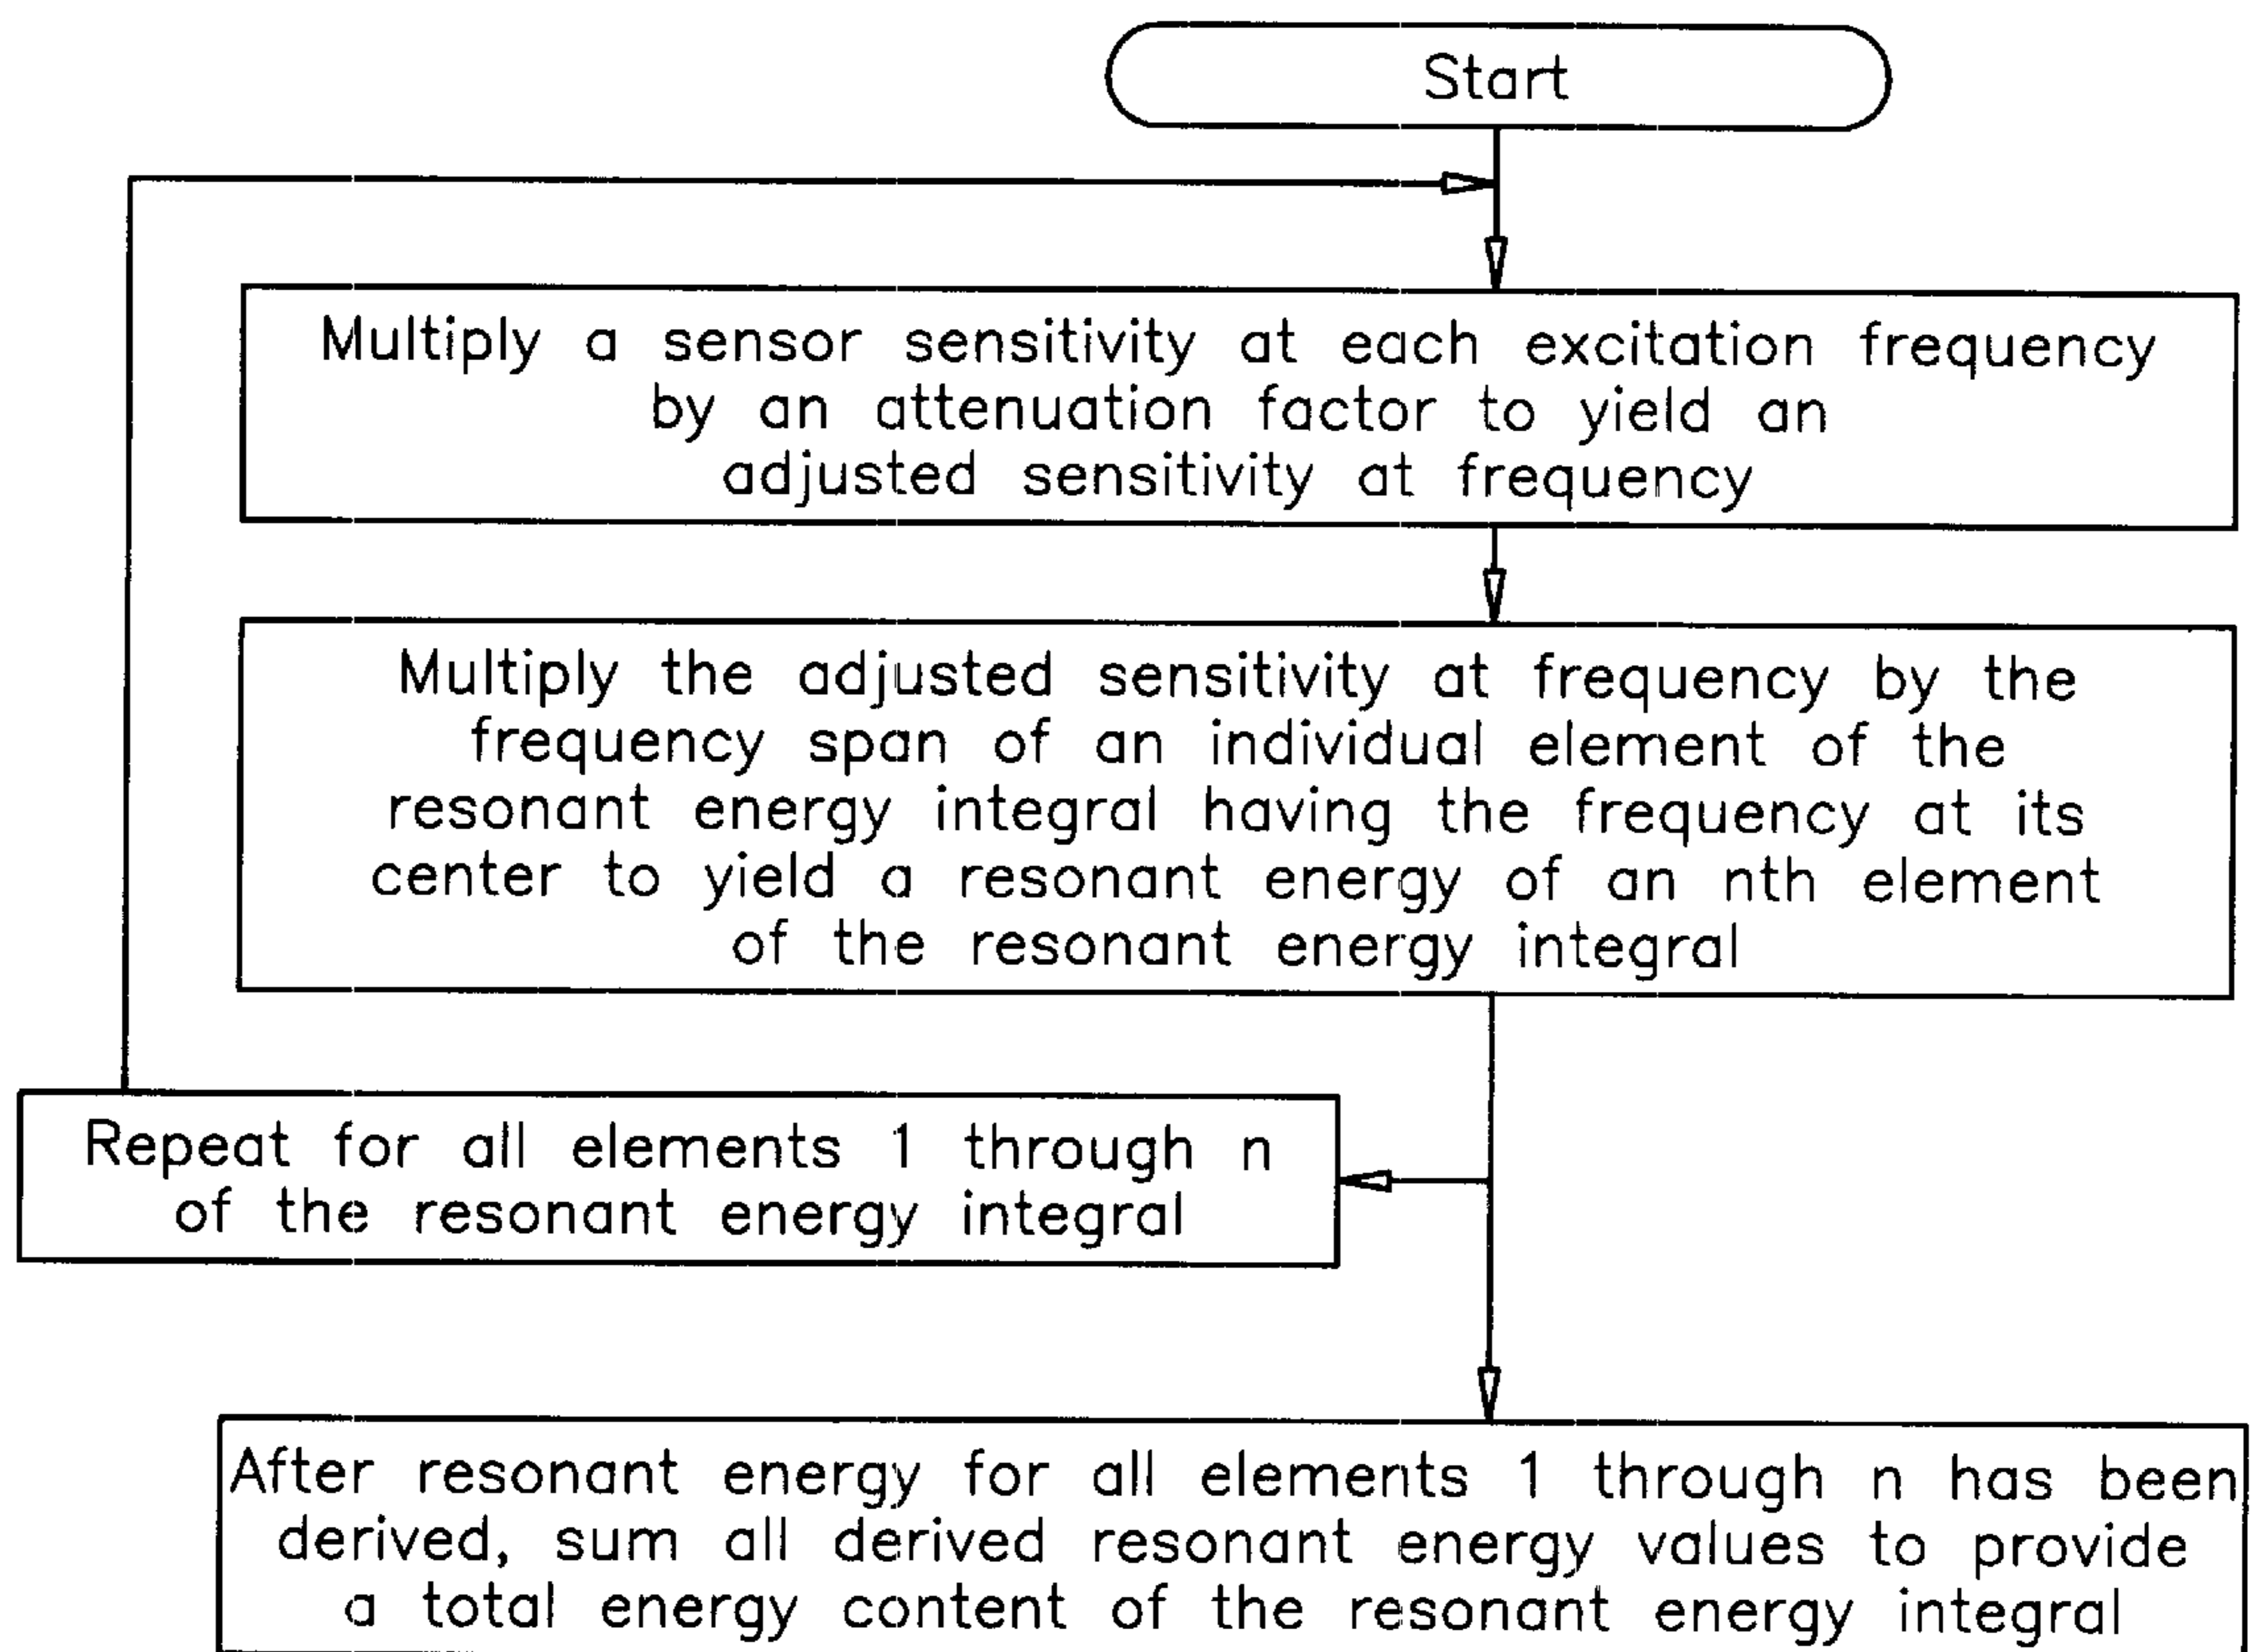 Start
Multiply a sensor sensitivity at each excitation frequency
by an attenuation factor to yield an
adjusted sensitivity at frequency
Multiply the adjusted sensitivity at frequency by the
frequency span of an individual element of the
resonant energy integral having the frequency at its
center to yield a resonant energy of an nth element
of the resonant energy integral
Repeat for all elements 1 through n
of the resonant energy integral
After resonant energy for all elements 1 through n has been
derived, sum all derived resonant energy values to provide
a total energy content of the resonant energy integral